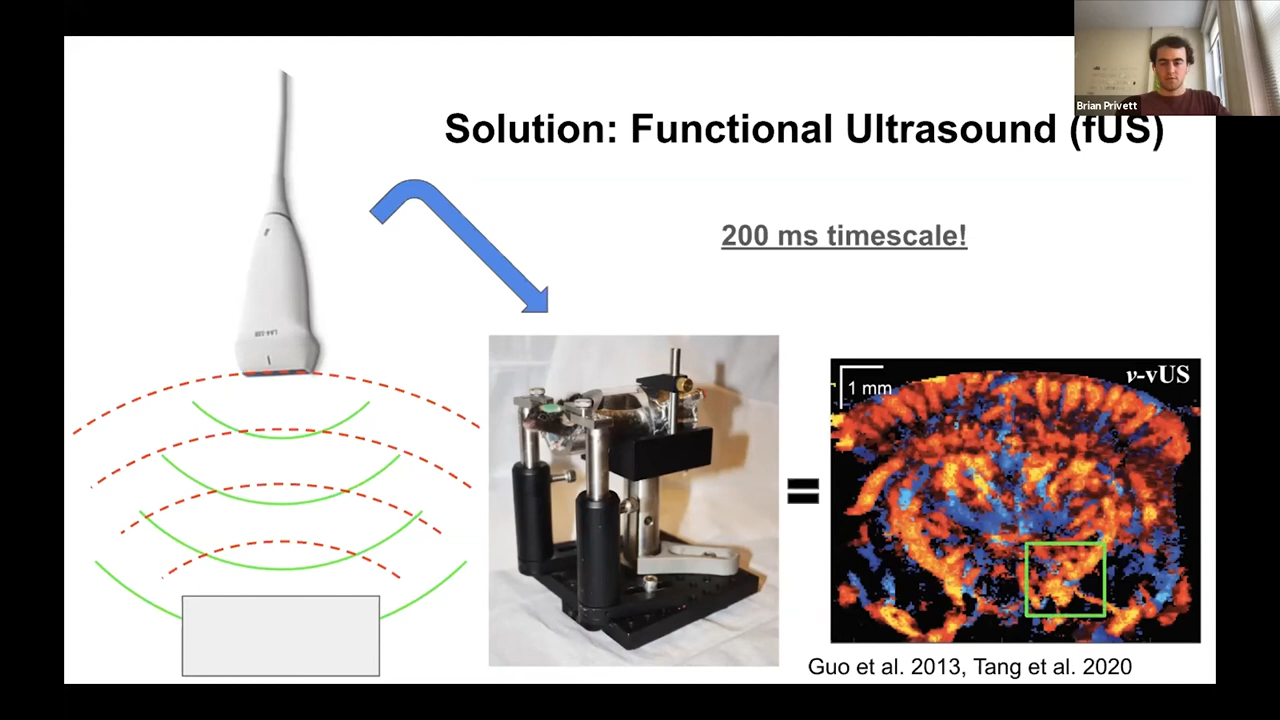 Brian Privett
Solution: Functional Ultrasound (fUS)
200 ms timescale!
1 mm
v-vUS
Guo et al. 2013, Tang et al. 2020